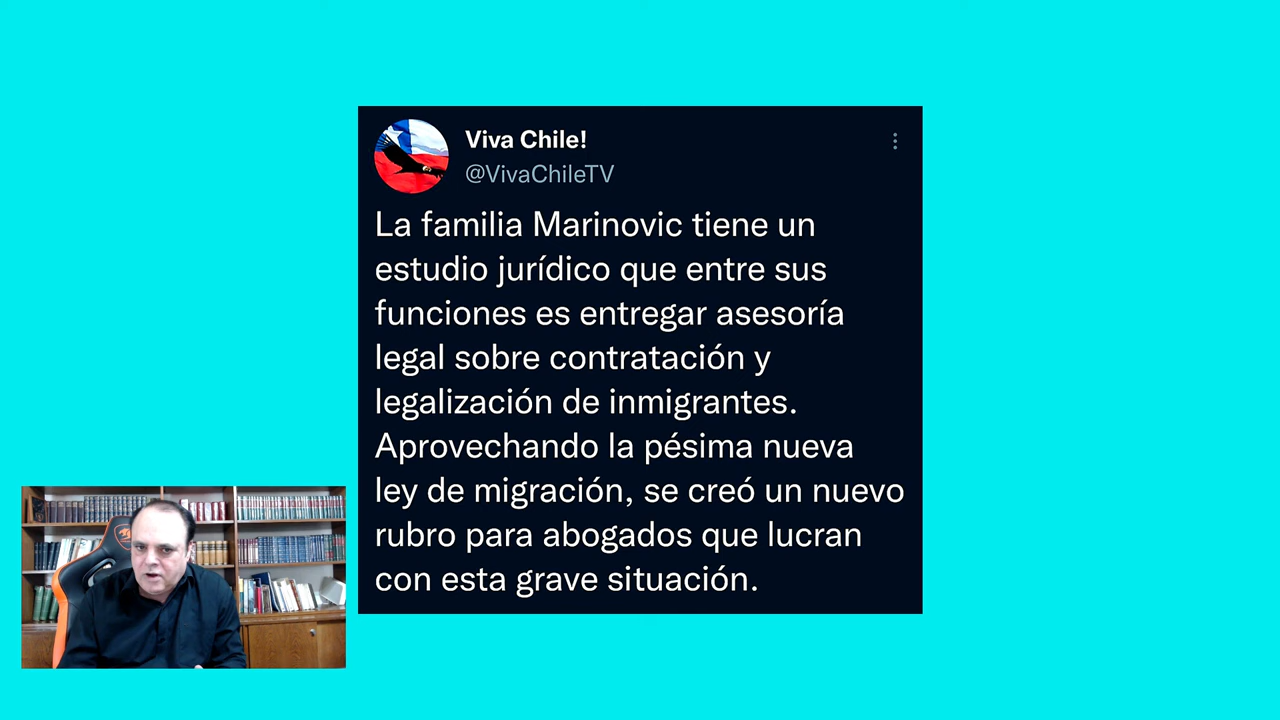 Viva Chile!
@VivaChileTV
La familia Marinovic tiene un
estudio jurídico que entre sus
funciones es entregar asesoría
legal sobre contratación y
legalización de inmigrantes.
Aprovechando la pésima nueva
ley de migración, se creó un nuevo
rubro para abogados que lucran
con esta grave situación.